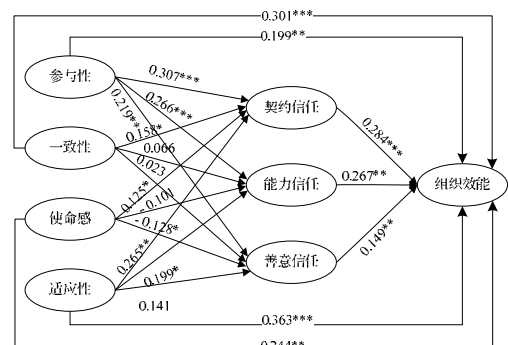 0.301***
0.199**
参与性
0.307***
0.266***
0.219**
契约信任
0.158*
0.284***
一致性
0.066
0.023
能力信任
0.267**
组织效能
0.125*
-0.101
使命感
-0.128*
0.149**
善意信任
0.265**
0.199*
适应性
0.141
0.363***
0.244**